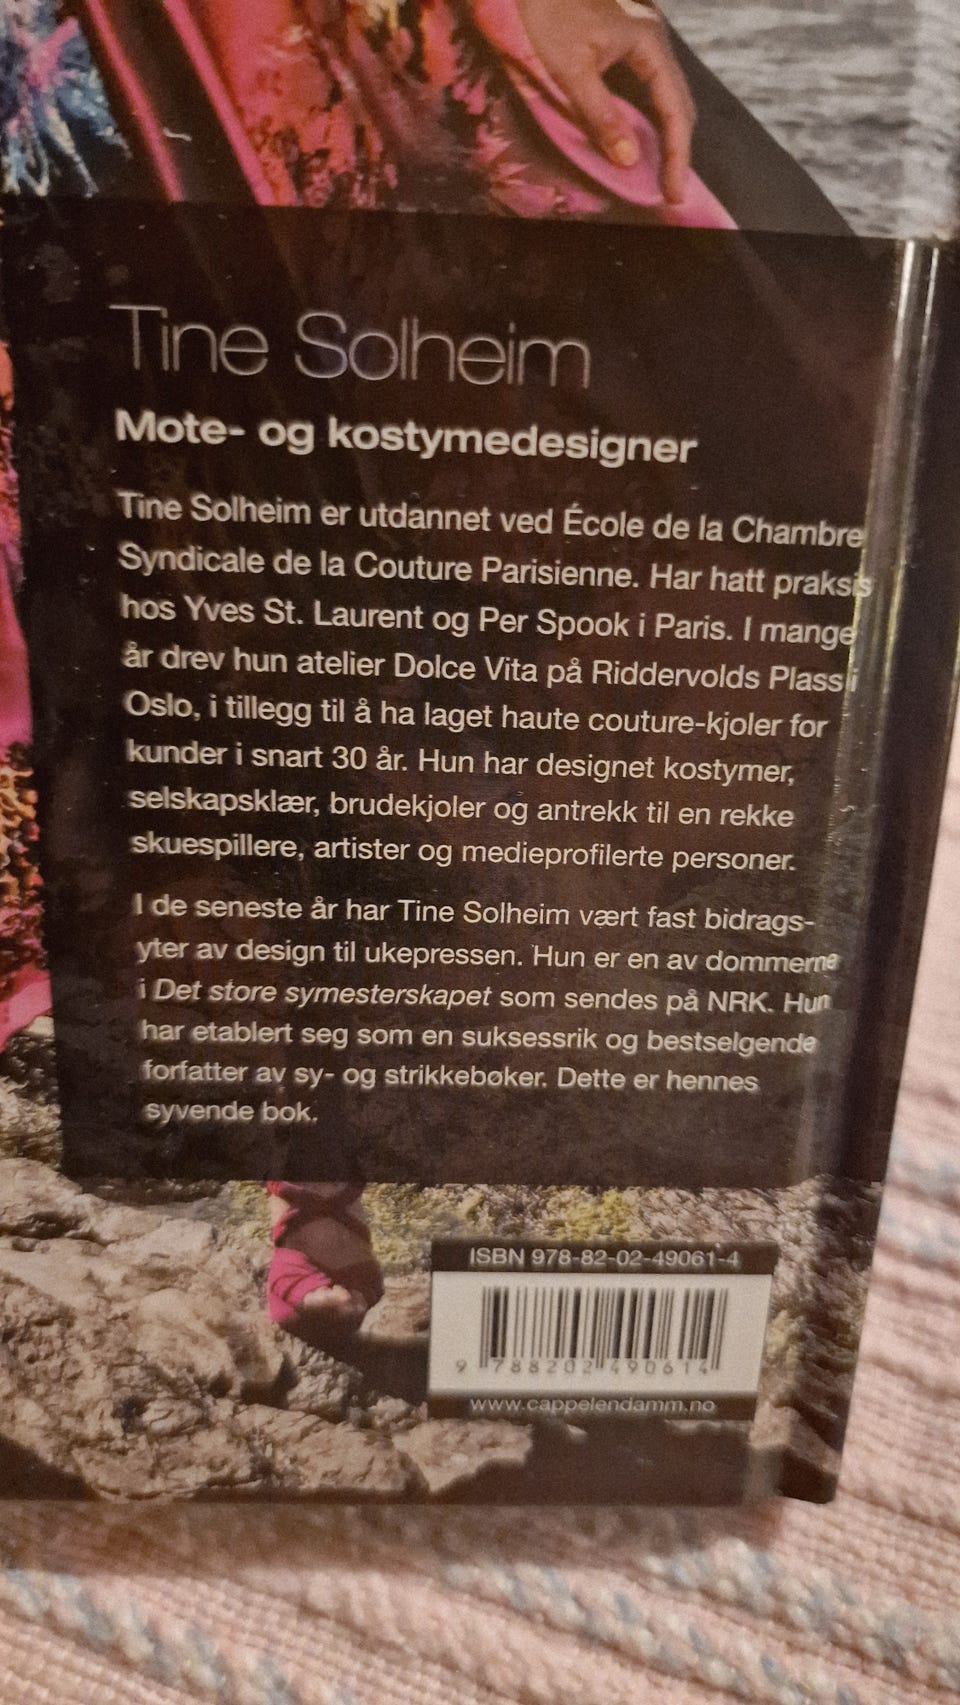 Tine Solheim
Mote- og kostymedesigner
Tine Solheim er utdannet ved École de la Chambre
Syndicale de la Couture Parisienne. Har hatt praksis
hos Yves St. Laurent og Per Spook i Paris. I mange
år drev hun atelier Dolce Vita på Riddervolds Plass i
Oslo, i tillegg til å ha laget haute couture-kjoler for
kunder i snart 30 år. Hun har designet kostymer,
selskapsklær, brudekjoler og antrekk til en rekke
skuespillere, artister og medieprofilerte personer.
I de seneste år har Tine Solheim vært fast bidrags-
yter av design til ukepressen. Hun er en av dommerne
i Det store symesterskapet som sendes på NRK. Hun
har etablert seg som en suksessrik og bestselgende
forfatter av sy- og strikkebøker. Dette er hennes
syvende bok.
ISBN 978-82-02-49061-4
9 788202 490614
www.cappelendamm.no